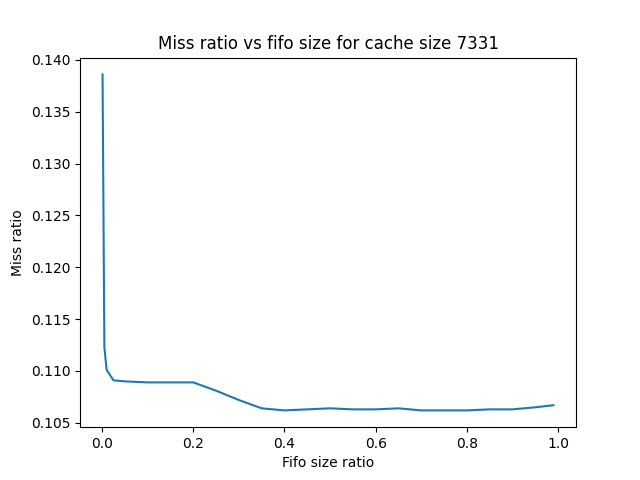 Miss ratio vs fifo size for cache size 7331
0.140
0.135
0.130
0.125
0.120
0.115
0.110
0.105
Miss ratio
0.0 0.2 0.4 0.6 0.8 1.0
Fifo size ratio